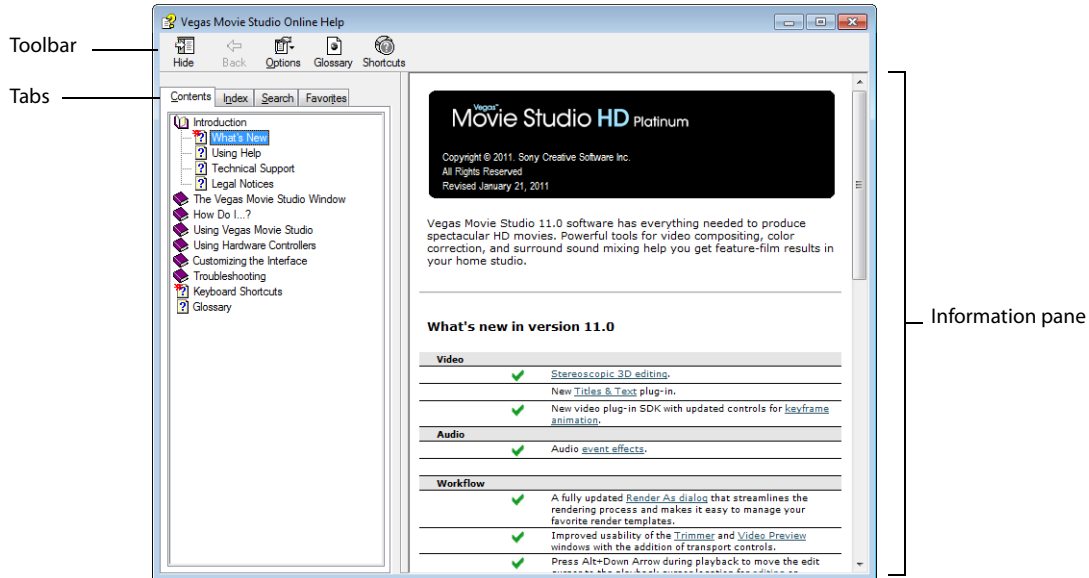 Vegas Movie Studio Online Help
Toolbar
Hide Back Options Glossary Shortcuts
Tabs
Contents Index Search Favorites
Introduction
What's New
Using Help
Technical Support
Legal Notices
The Vegas Movie Studio Window
How Do I...?
Using Vegas Movie Studio
Using Hardware Controllers
Customizing the Interface
Troubleshooting
Keyboard Shortcuts
Glossary
Vegas™
Movie Studio HD Platinum
Copyright © 2011. Sony Creative Software Inc.
All Rights Reserved
Revised January 21, 2011
Vegas Movie Studio 11.0 software has everything needed to produce
spectacular HD movies. Powerful tools for video compositing, color
correction, and surround sound mixing help you get feature-film results in
your home studio.
What's new in version 11.0
Video
Stereoscopic 3D editing.
New Titles & Text plug-in.
New video plug-in SDK with updated controls for keyframe
animation.
Audio
Audio event effects.
Workflow
A fully updated Render As dialog that streamlines the
rendering process and makes it easy to manage your
favorite render templates.
Improved usability of the Trimmer and Video Preview
windows with the addition of transport controls.
Press Alt+Down Arrow during playback to move the edit
Information pane